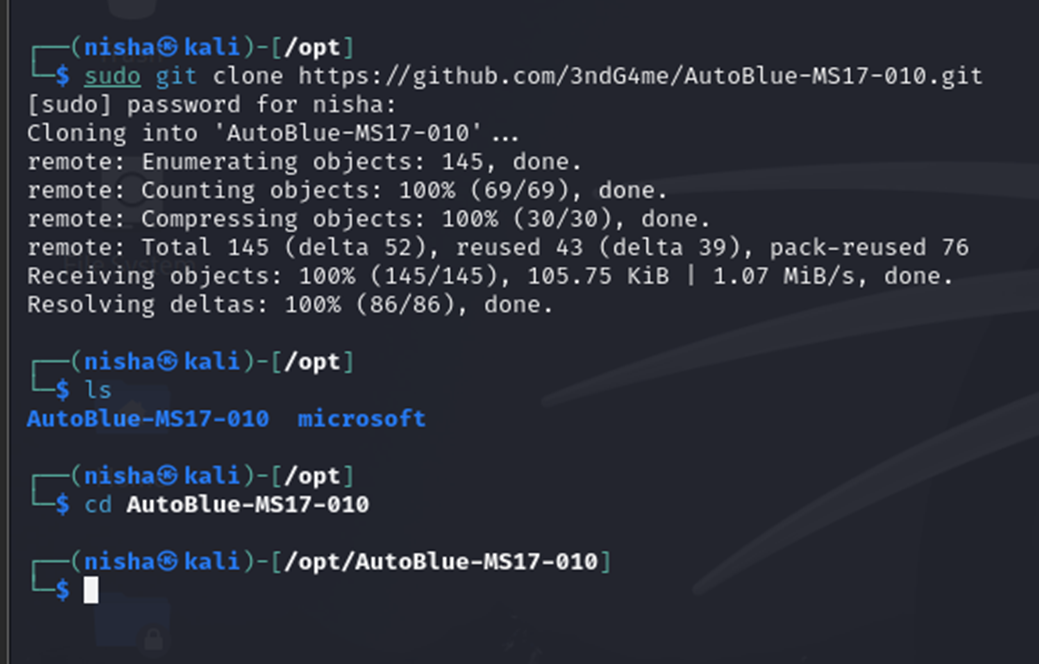 ┌──(nisha㉿kali)-[/opt]
└─$ sudo git clone https://github.com/3ndG4me/AutoBlue-MS17-010.git
[sudo] password for nisha:
Cloning into 'AutoBlue-MS17-010'...
remote: Enumerating objects: 145, done.
remote: Counting objects: 100% (69/69), done.
remote: Compressing objects: 100% (30/30), done.
remote: Total 145 (delta 52), reused 43 (delta 39), pack-reused 76
Receiving objects: 100% (145/145), 105.75 KiB | 1.07 MiB/s, done.
Resolving deltas: 100% (86/86), done.
┌──(nisha㉿kali)-[/opt]
└─$ ls
AutoBlue-MS17-010  microsoft
┌──(nisha㉿kali)-[/opt]
└─$ cd AutoBlue-MS17-010
┌──(nisha㉿kali)-[/opt/AutoBlue-MS17-010]
└─$